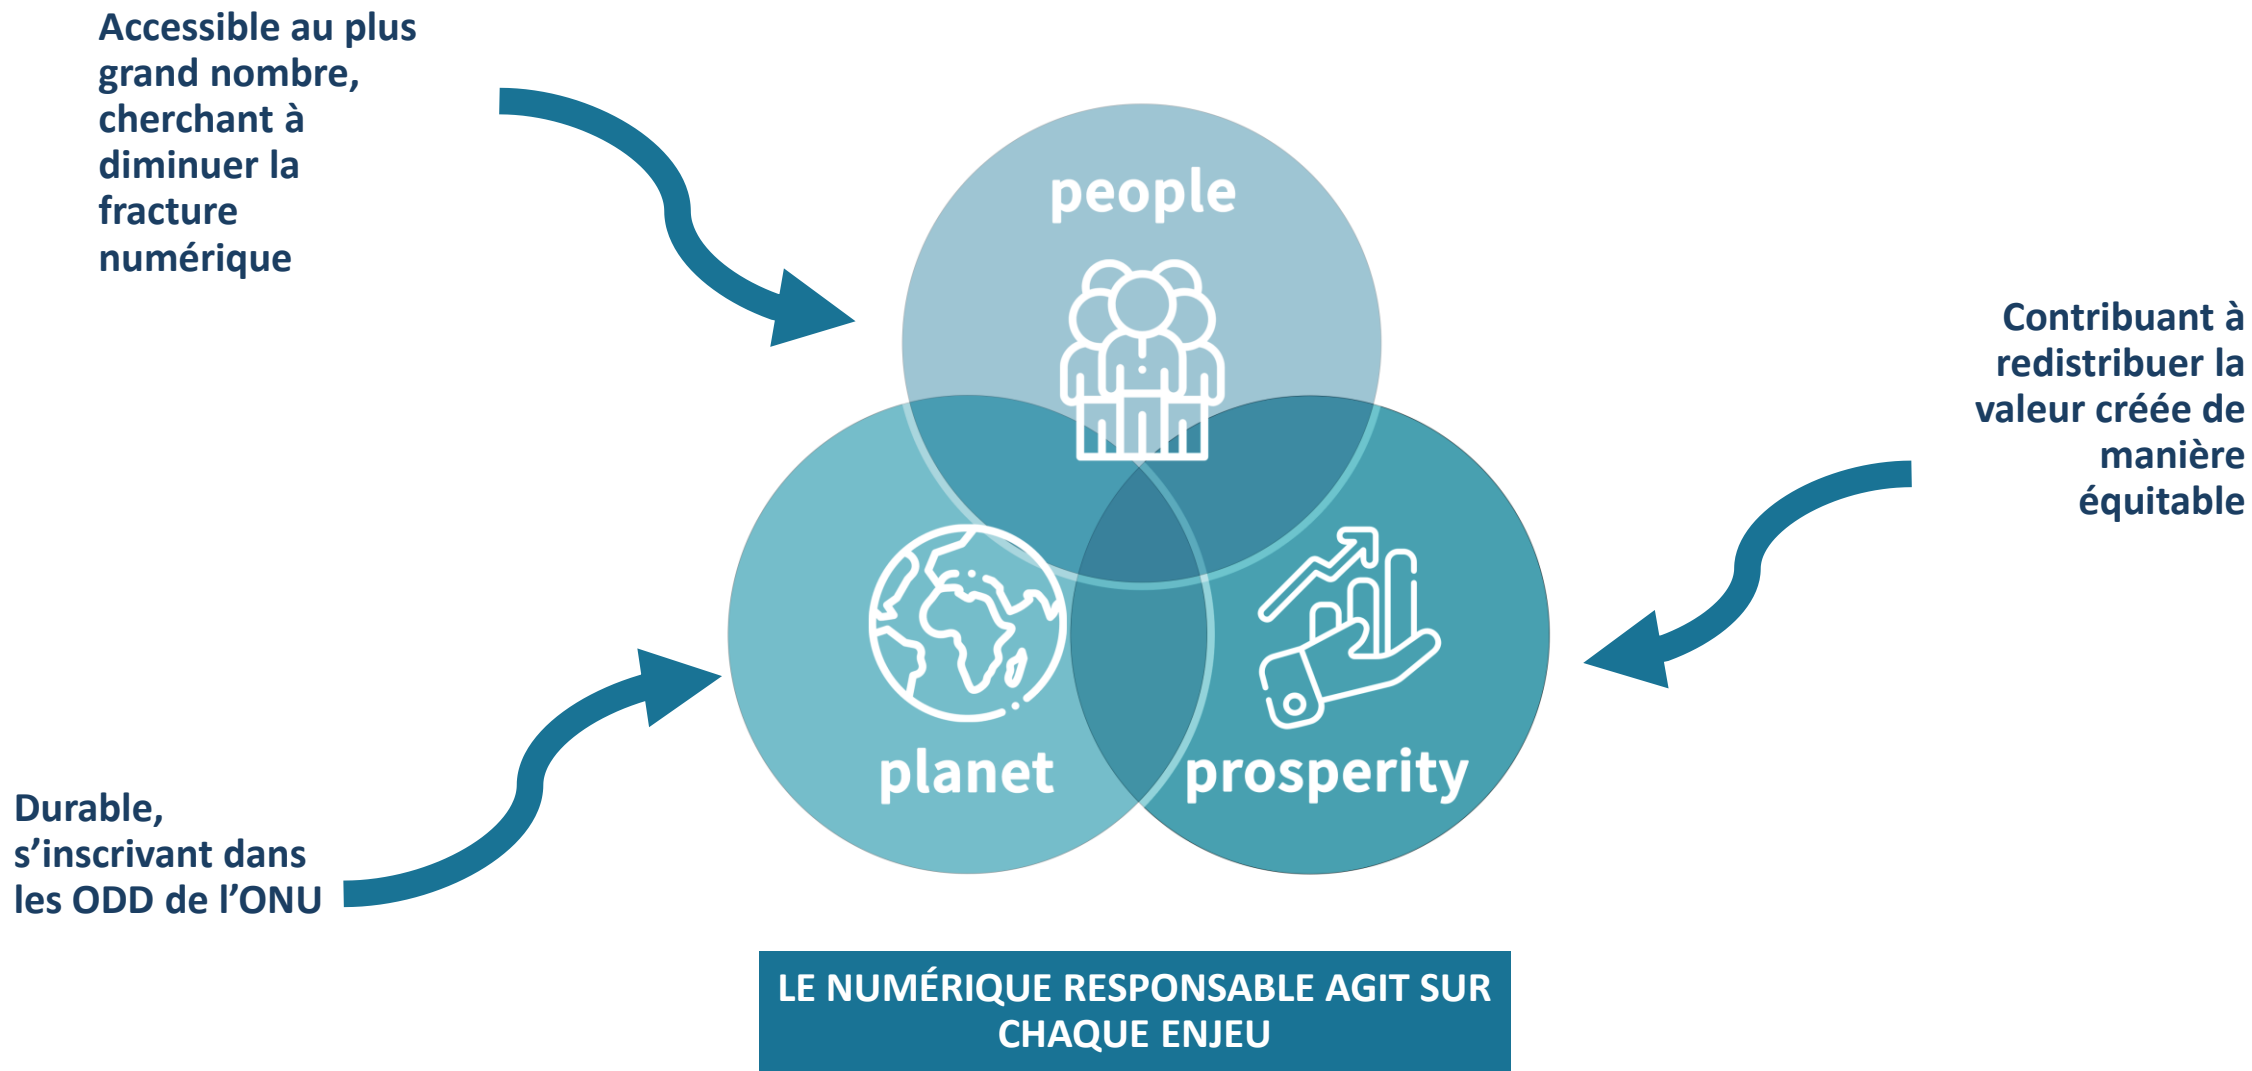 Accessible au plus
grand nombre,
cherchant à
diminuer la
fracture
numérique
people
Contribuant à
redistribuer la
valeur créée de
manière
équitable
planet
prosperity
Durable,
s’inscrivant dans
les ODD de l’ONU
LE NUMÉRIQUE RESPONSABLE AGIT SUR
CHAQUE ENJEU